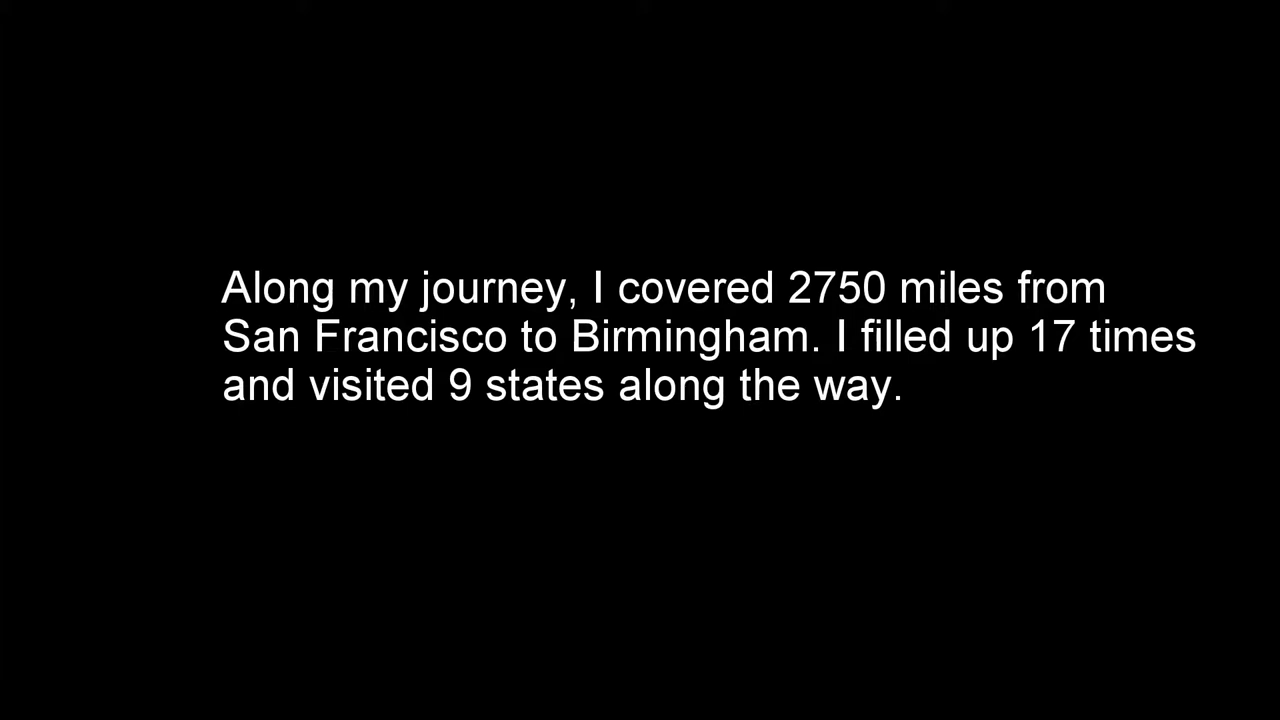 Along my journey, I covered 2750 miles from
San Francisco to Birmingham. I filled up 17 times
and visited 9 states along the way.